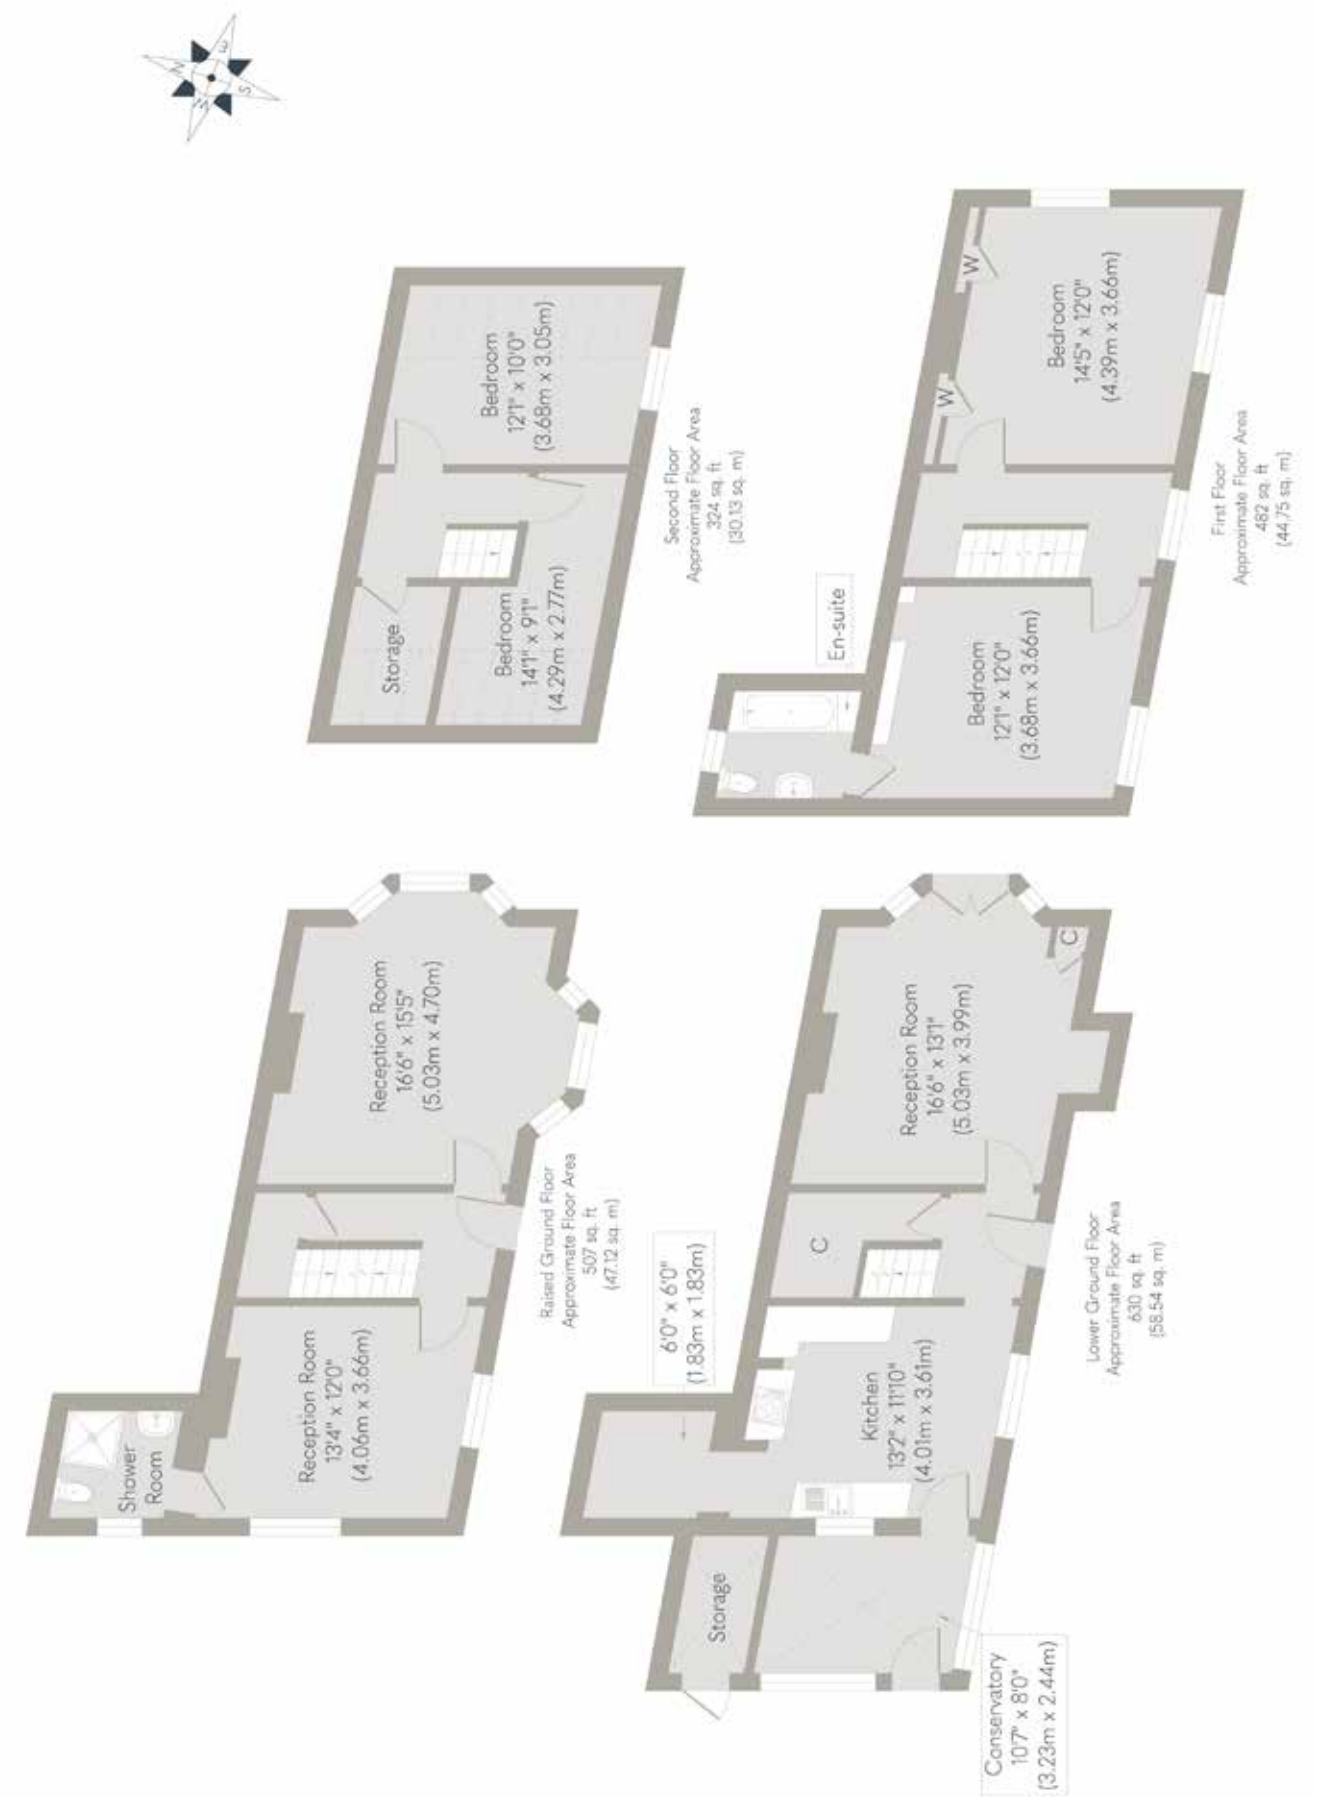 N
E
S
W
Shower
Room
Reception Room
13'4" x 12'0"
(4.06m x 3.66m)
Reception Room
16'6" x 15'5"
(5.03m x 4.70m)
Raised Ground Floor
Approximate Floor Area
507 sq. ft
(47.12 sq. m)
Storage
Bedroom
14'1" x 9'1"
(4.29m x 2.77m)
Bedroom
12'1" x 10'0"
(3.68m x 3.05m)
Second Floor
Approximate Floor Area
324 sq. ft
(30.13 sq. m)
Storage
Conservatory
10'7" x 8'0"
(3.23m x 2.44m)
6'0" x 6'0"
(1.83m x 1.83m)
Kitchen
13'2" x 11'10"
(4.01m x 3.61m)
C
Reception Room
16'6" x 13'1"
(5.03m x 3.99m)
C
Lower Ground Floor
Approximate Floor Area
630 sq. ft
(58.54 sq. m)
En-suite
Bedroom
12'1" x 12'0"
(3.68m x 3.66m)
W
W
Bedroom
14'5" x 12'0"
(4.39m x 3.66m)
First Floor
Approximate Floor Area
482 sq. ft
(44.75 sq. m)